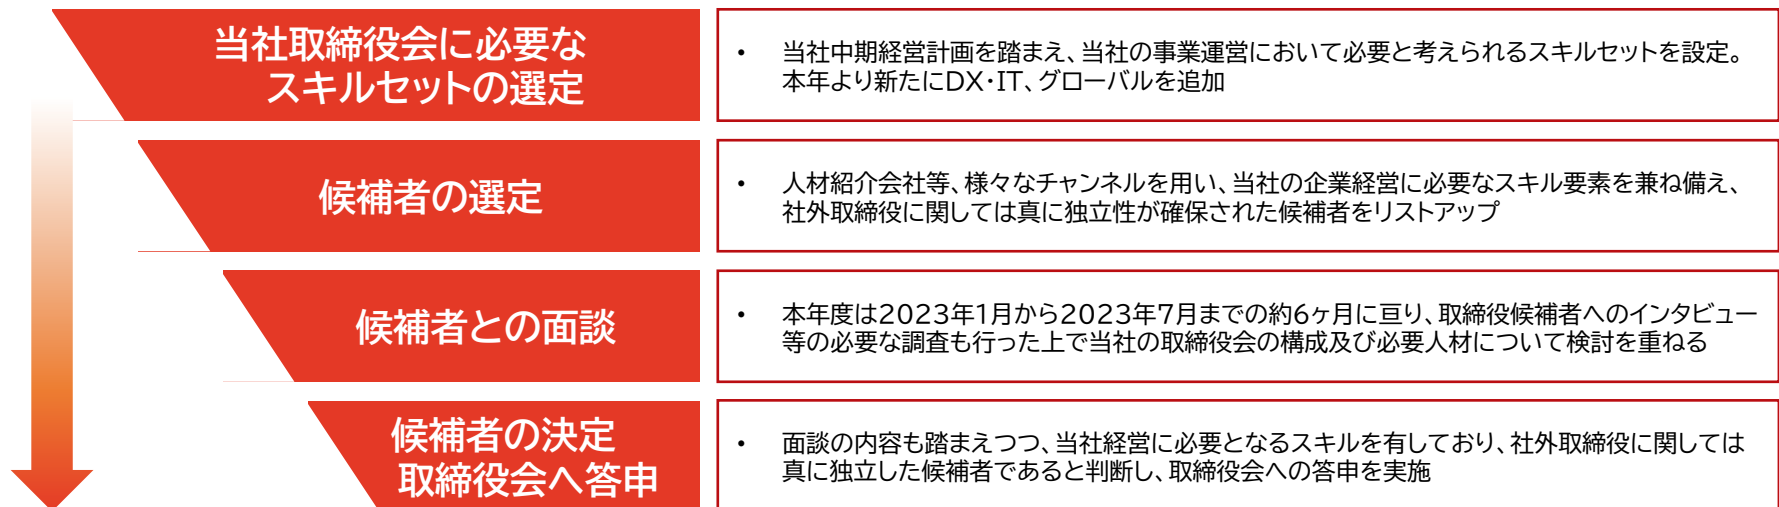 当社取締役会に必要な
スキルセットの選定
• 当社中期経営計画を踏まえ、当社の事業運営において必要と考えられるスキルセットを設定。
本年より新たにDX・IT、グローバルを追加
候補者の選定
• 人材紹介会社等、様々なチャンネルを用い、当社の企業経営に必要なスキル要素を兼ね備え、
社外取締役に関しては真に独立性が確保された候補者をリストアップ
候補者との面談
• 本年度は2023年1月から2023年7月までの約6ヶ月に亘り、取締役候補者へのインタビュー
等の必要な調査も行った上で当社の取締役会の構成及び必要人材について検討を重ねる
候補者の決定
取締役会へ答申
• 面談の内容も踏まえつつ、当社経営に必要となるスキルを有しており、社外取締役に関しては
真に独立した候補者であると判断し、取締役会への答申を実施